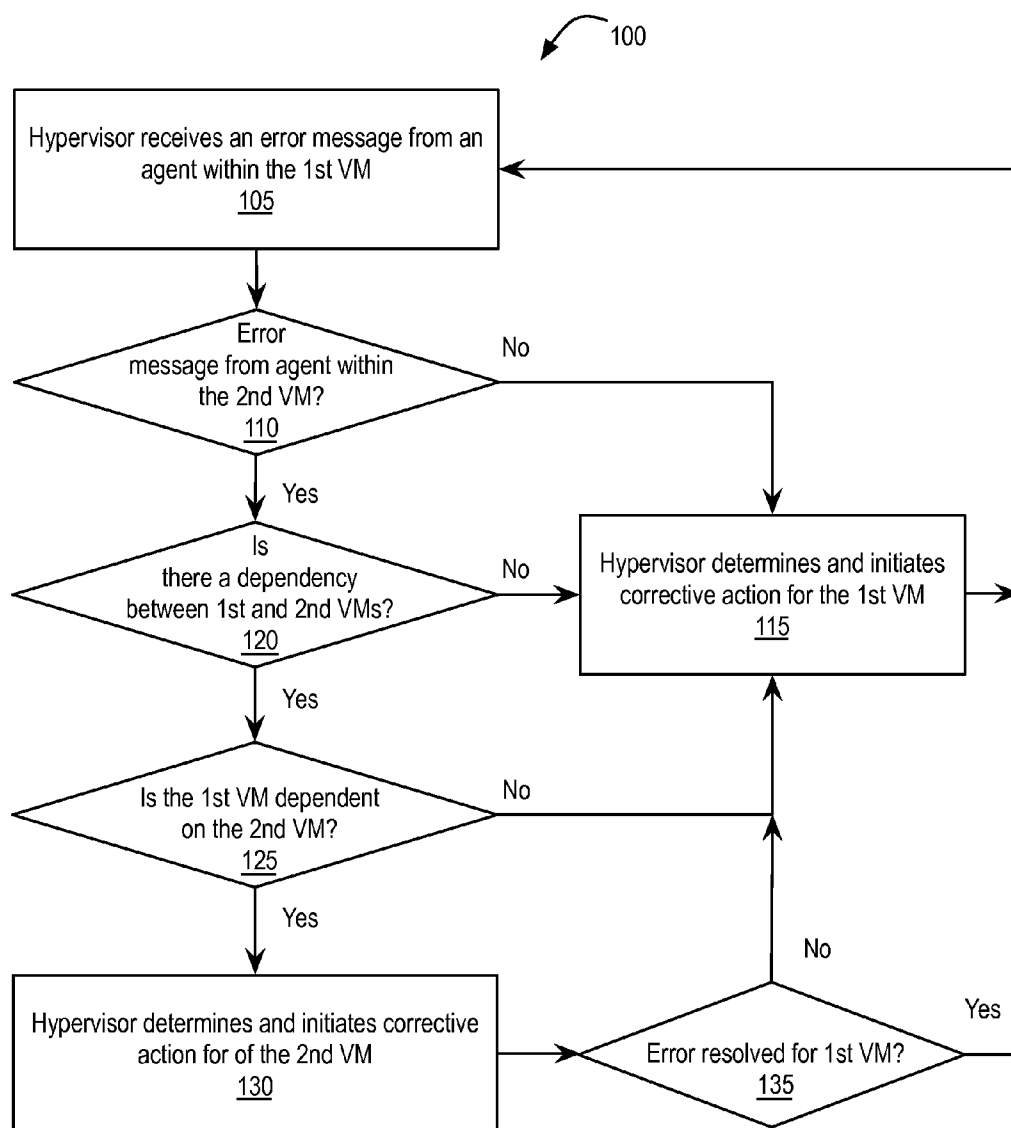 100
Hypervisor receives an error message from an
agent within the 1st VM
105
Error
message from agent within
the 2nd VM?
110
No
Yes
Is
there a dependency
between 1st and 2nd VMs?
120
No
Hypervisor determines and initiates
corrective action for the 1st VM
115
Yes
Is the 1st VM dependent
on the 2nd VM?
125
No
Yes
No
Hypervisor determines and initiates corrective
action for of the 2nd VM
130
Error resolved for 1st VM?
135
Yes